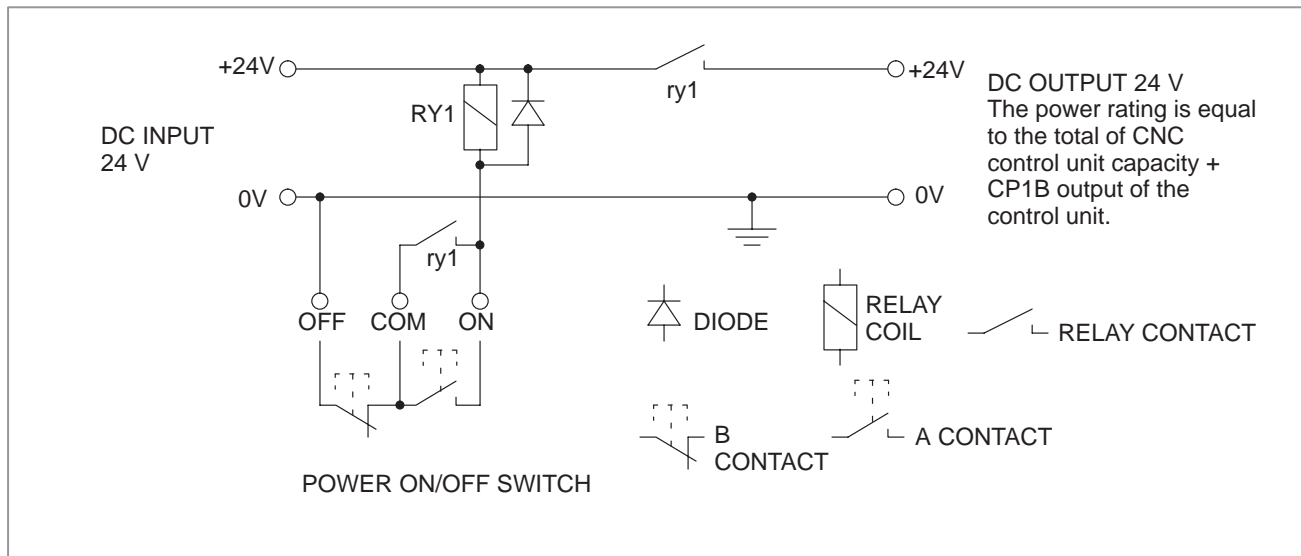 +24V
ry1
+24V
RY1
DC INPUT
24 V
DC OUTPUT 24 V
The power rating is equal
to the total of CNC
control unit capacity +
CP1B output of the
control unit.
0V
0V
ry1
OFF
COM
ON
DIODE
RELAY
COIL
RELAY CONTACT
B
CONTACT
A CONTACT
POWER ON/OFF SWITCH